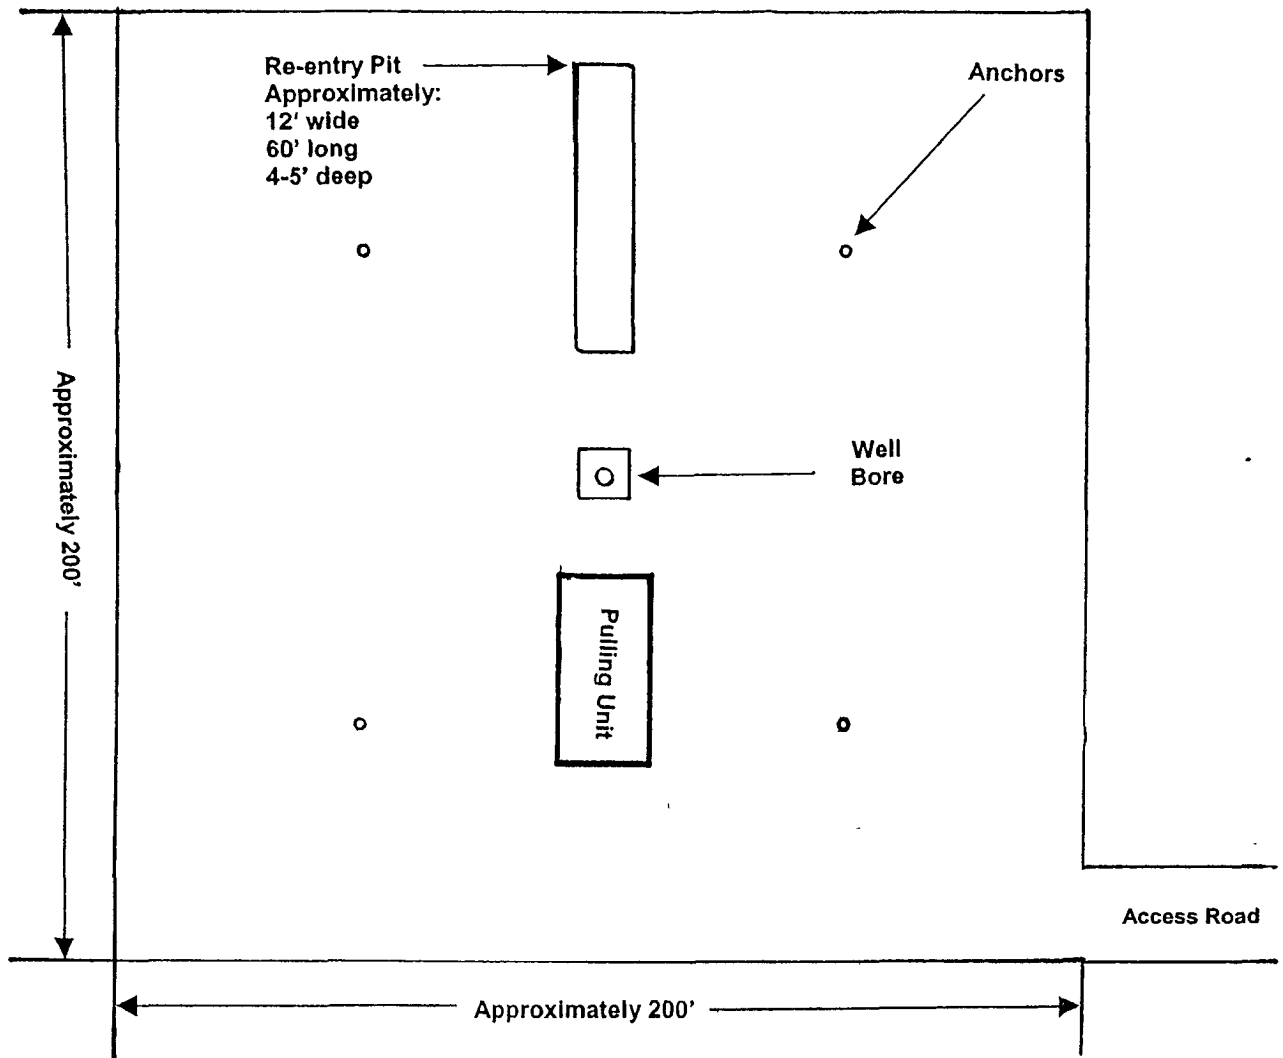 Re-entry Pit
Approximately:
12' wide
60' long
4-5' deep
Anchors
Approximately 200'
Well
Bore
Pulling Unit
Access Road
Approximately 200'